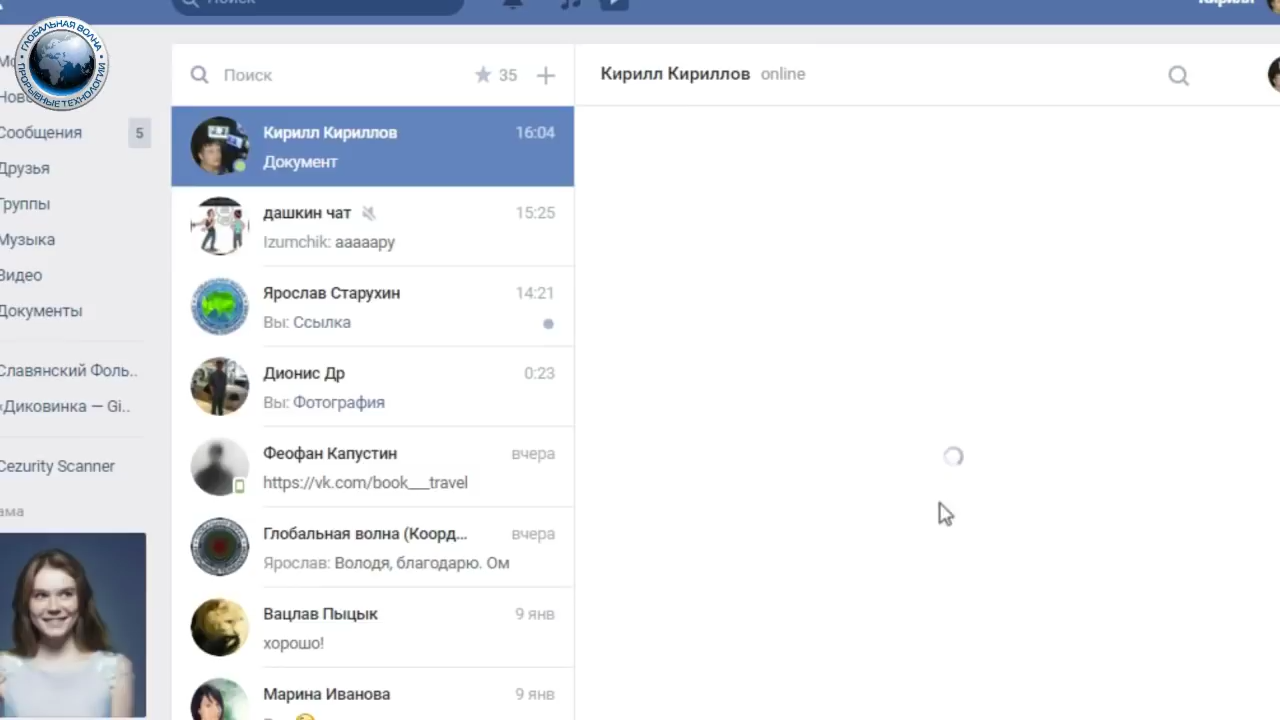 Поиск
Кирилл
ГЛОБАЛЬНАЯ ВОЛНА
ПРОРЫВНЫЕ ТЕХНОЛОГИИ
Сообщения 5
Друзья
Группы
Музыка
Видео
Документы
Славянский Фоль..
«Диковинка — Gi..
Cezurity Scanner
Поиск
35
Кирилл Кириллов 16:04
Документ
дашкин чат 15:25
Izumchik: ааааару
Ярослав Старухин 14:21
Вы: Ссылка
Дионис Др 0:23
Вы: Фотография
Феофан Капустин вчера
https://vk.com/book___travel
Глобальная волна (Коорд... вчера
Ярослав: Володя, благодарю. Ом
Вацлав Пыцык 9 янв
хорошо!
Марина Иванова 9 янв
Кирилл Кириллов online